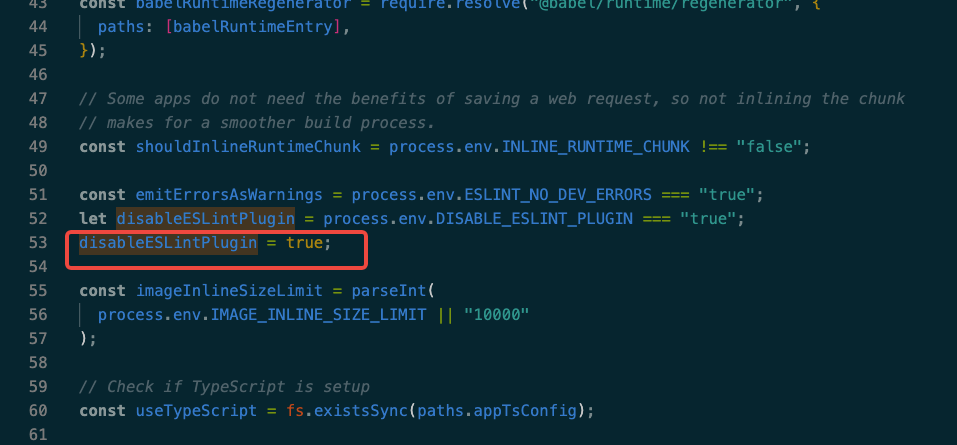 43 const babelRuntimeRegenerator = require.resolve("@babel/runtime/regenerator", {
44 paths: [babelRuntimeEntry],
45 });
46
47 // Some apps do not need the benefits of saving a web request, so not inlining the chunk
48 // makes for a smoother build process.
49 const shouldInlineRuntimeChunk = process.env.INLINE_RUNTIME_CHUNK !== "false";
50
51 const emitErrorsAsWarnings = process.env.ESLINT_NO_DEV_ERRORS === "true";
52 let disableESLintPlugin = process.env.DISABLE_ESLINT_PLUGIN === "true";
53 disableESLintPlugin = true;
54
55 const imageInlineSizeLimit = parseInt(
56 process.env.IMAGE_INLINE_SIZE_LIMIT || "10000"
57 );
58
59 // Check if TypeScript is setup
60 const useTypeScript = fs.existsSync(paths.appTsConfig);
61